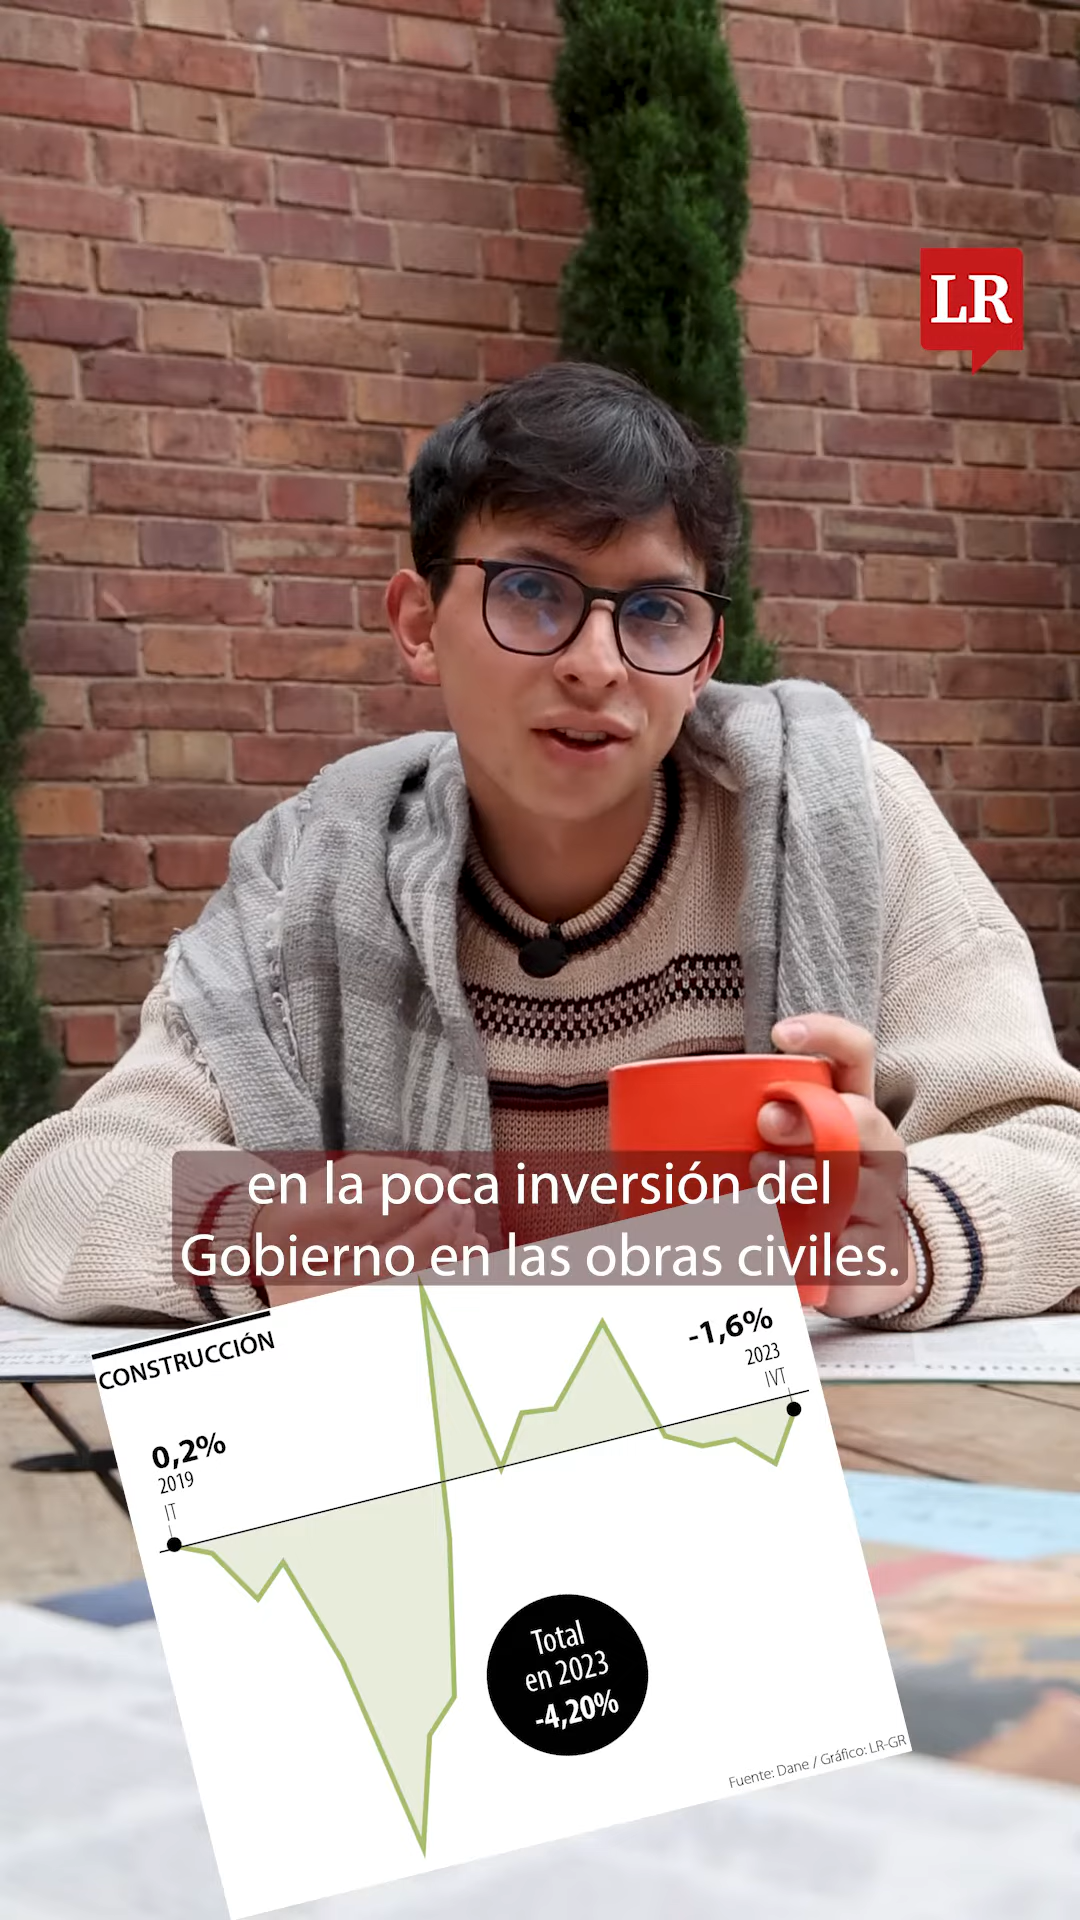 LR
en la poca inversión del
Gobierno en las obras civiles.
CONSTRUCCIÓN
0,2%
2019
IT
-1,6%
2023
IVT
Total
en 2023
-4,20%
Fuente: Dane / Gráfico: LR-GR